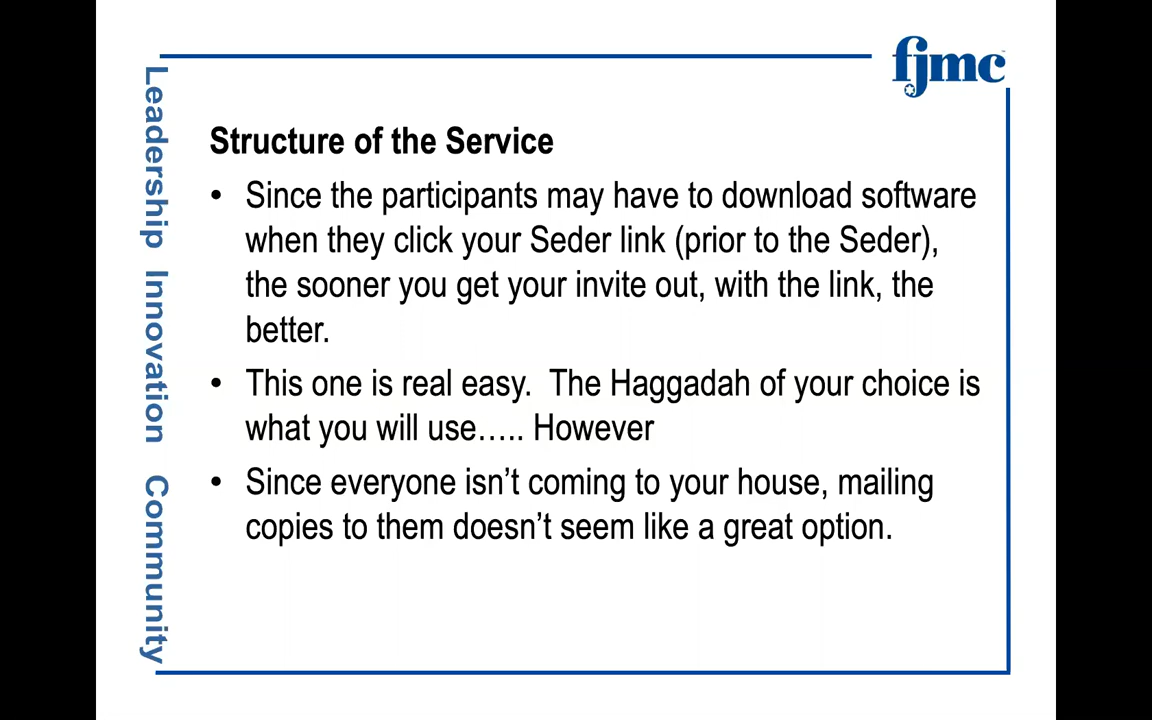 fjmc
Leadership Innovation Community
Structure of the Service
• Since the participants may have to download software
when they click your Seder link (prior to the Seder),
the sooner you get your invite out, with the link, the
better.
• This one is real easy.  The Haggadah of your choice is
what you will use….. However
• Since everyone isn’t coming to your house, mailing
copies to them doesn’t seem like a great option.